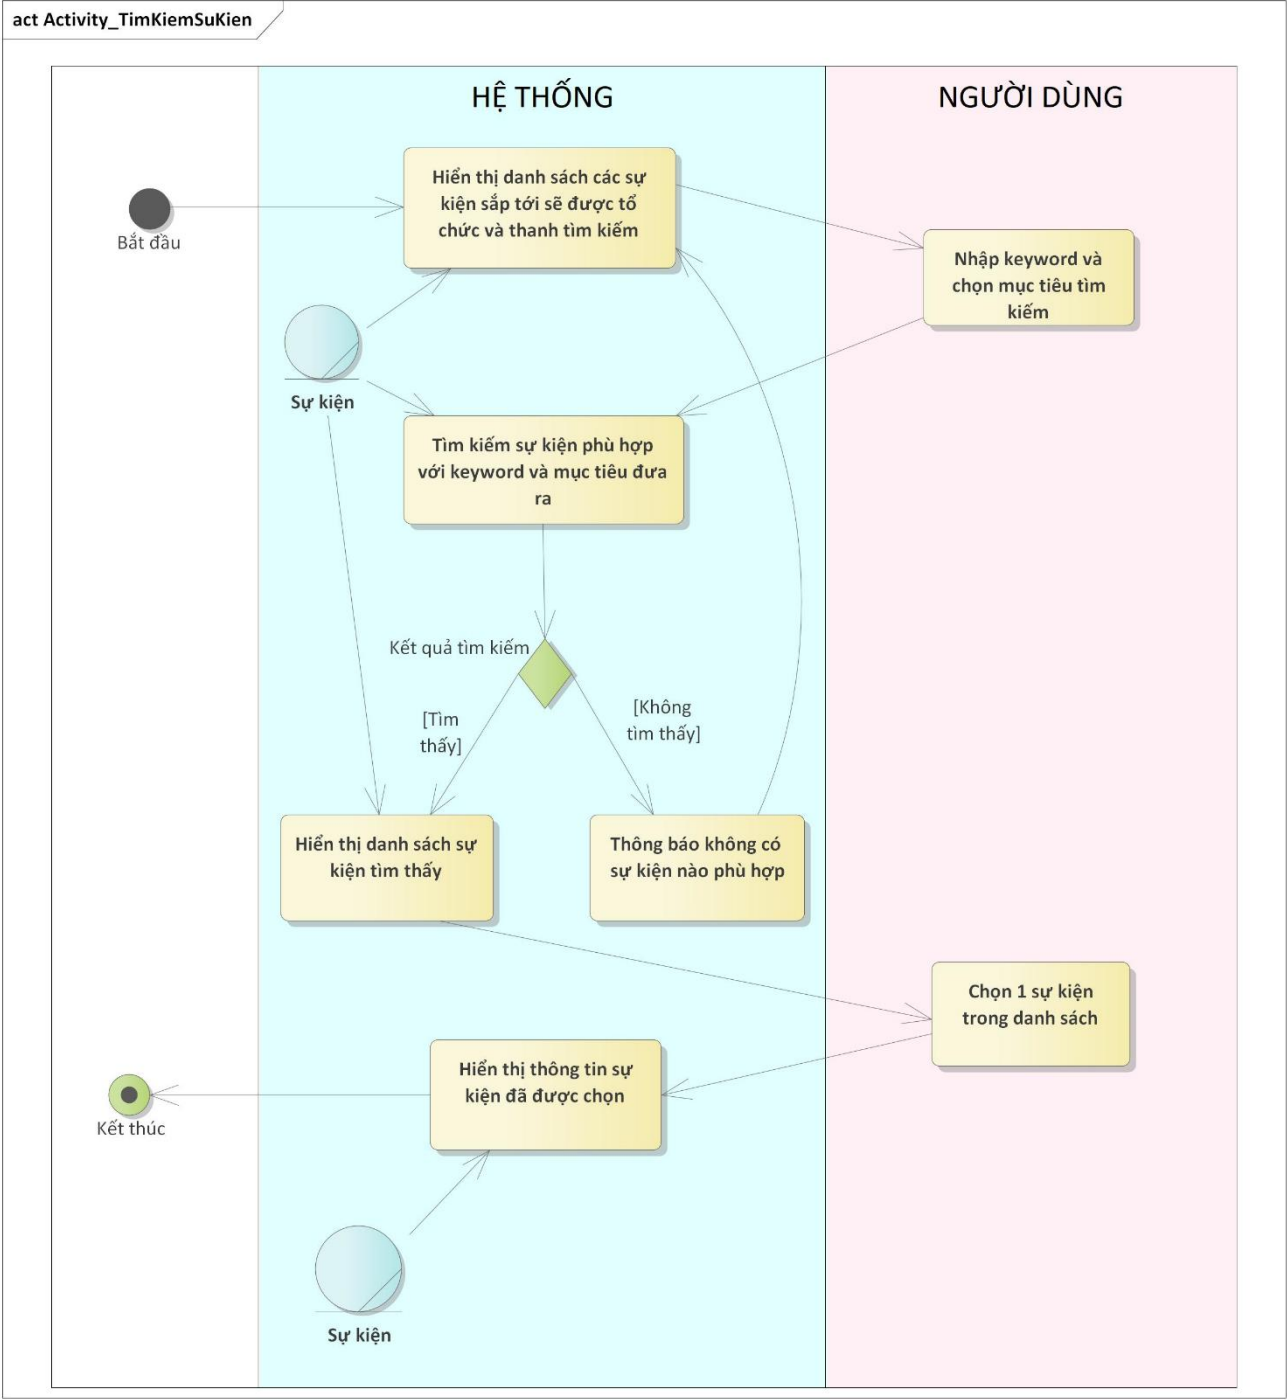 act Activity_TimKiemSuKien
HỆ THỐNG
NGƯỜI DÙNG
Hiển thị danh sách các sự
kiện sắp tới sẽ được tổ
chức và thanh tìm kiếm
Bắt đầu
Nhập keyword và
chọn mục tiêu tìm
kiếm
Sự kiện
Tìm kiếm sự kiện phù hợp
với keyword và mục tiêu đưa
ra
Kết quả tìm kiếm
[Tìm
thấy]
[Không
tìm thấy]
Hiển thị danh sách sự
kiện tìm thấy
Thông báo không có
sự kiện nào phù hợp
Chọn 1 sự kiện
trong danh sách
Hiển thị thông tin sự
kiện đã được chọn
Kết thúc
Sự kiện